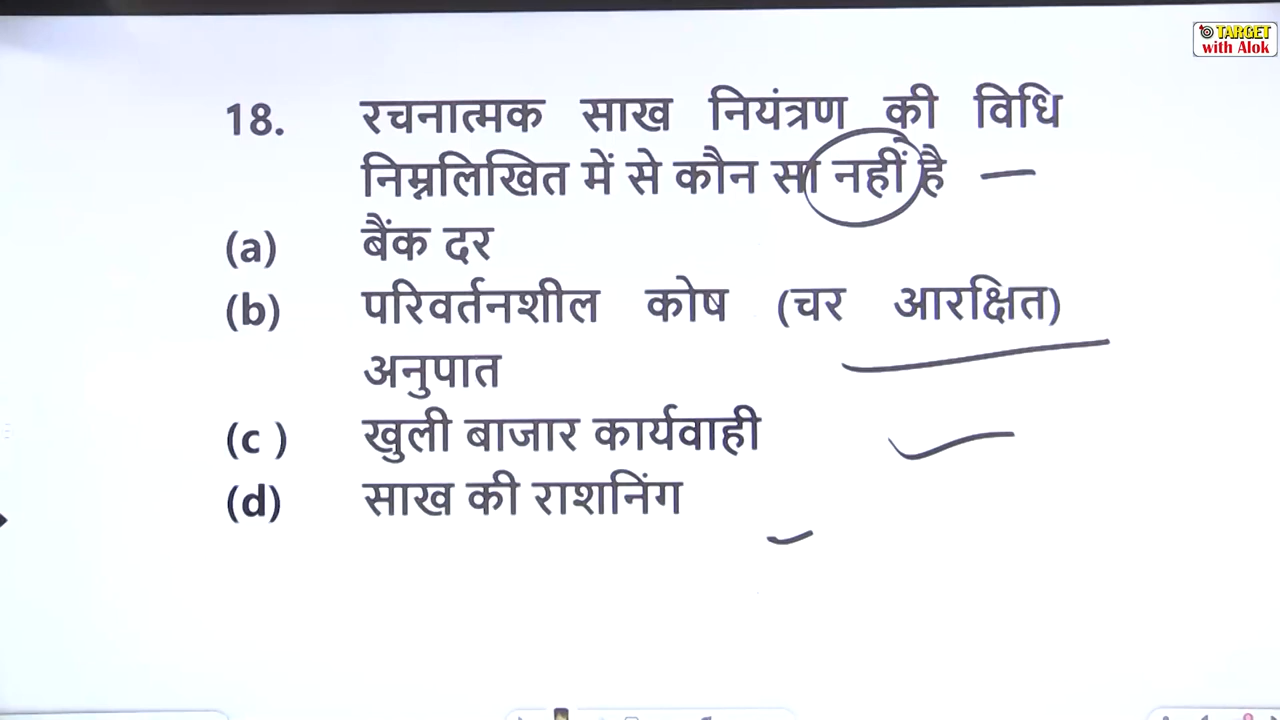 TARGET
with Alok
18. रचनात्मक साख नियंत्रण की विधि
निम्नलिखित में से कौन सा नहीं है —
(a) बैंक दर
(b) परिवर्तनशील कोष (चर आरक्षित)
अनुपात
(c ) खुली बाजार कार्यवाही
(d) साख की राशनिंग